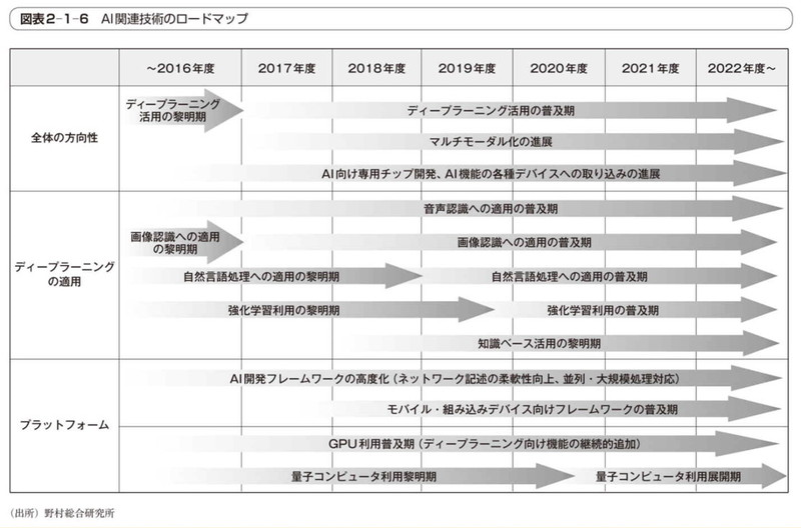 図表2-1-6 AI関連技術のロードマップ
～2016年度 2017年度 2018年度 2019年度 2020年度 2021年度 2022年度～
全体の方向性
ディープラーニング
活用の黎明期
ディープラーニング活用の普及期
マルチモーダル化の進展
AI向け専用チップ開発、AI機能の各種デバイスへの取り込みの進展
ディープラーニング
の適用
音声認識への適用の普及期
画像認識への適用
の黎明期
画像認識への適用の普及期
自然言語処理への適用の黎明期 自然言語処理への適用の普及期
強化学習利用の黎明期 強化学習利用の普及期
知識ベース活用の黎明期
プラットフォーム
AI開発フレームワークの高度化（ネットワーク記述の柔軟性向上、並列・大規模処理対応）
モバイル・組み込みデバイス向けフレームワークの普及期
GPU利用普及期（ディープラーニング向け機能の継続的追加）
量子コンピュータ利用黎明期 量子コンピュータ利用展開期
（出所）野村総合研究所